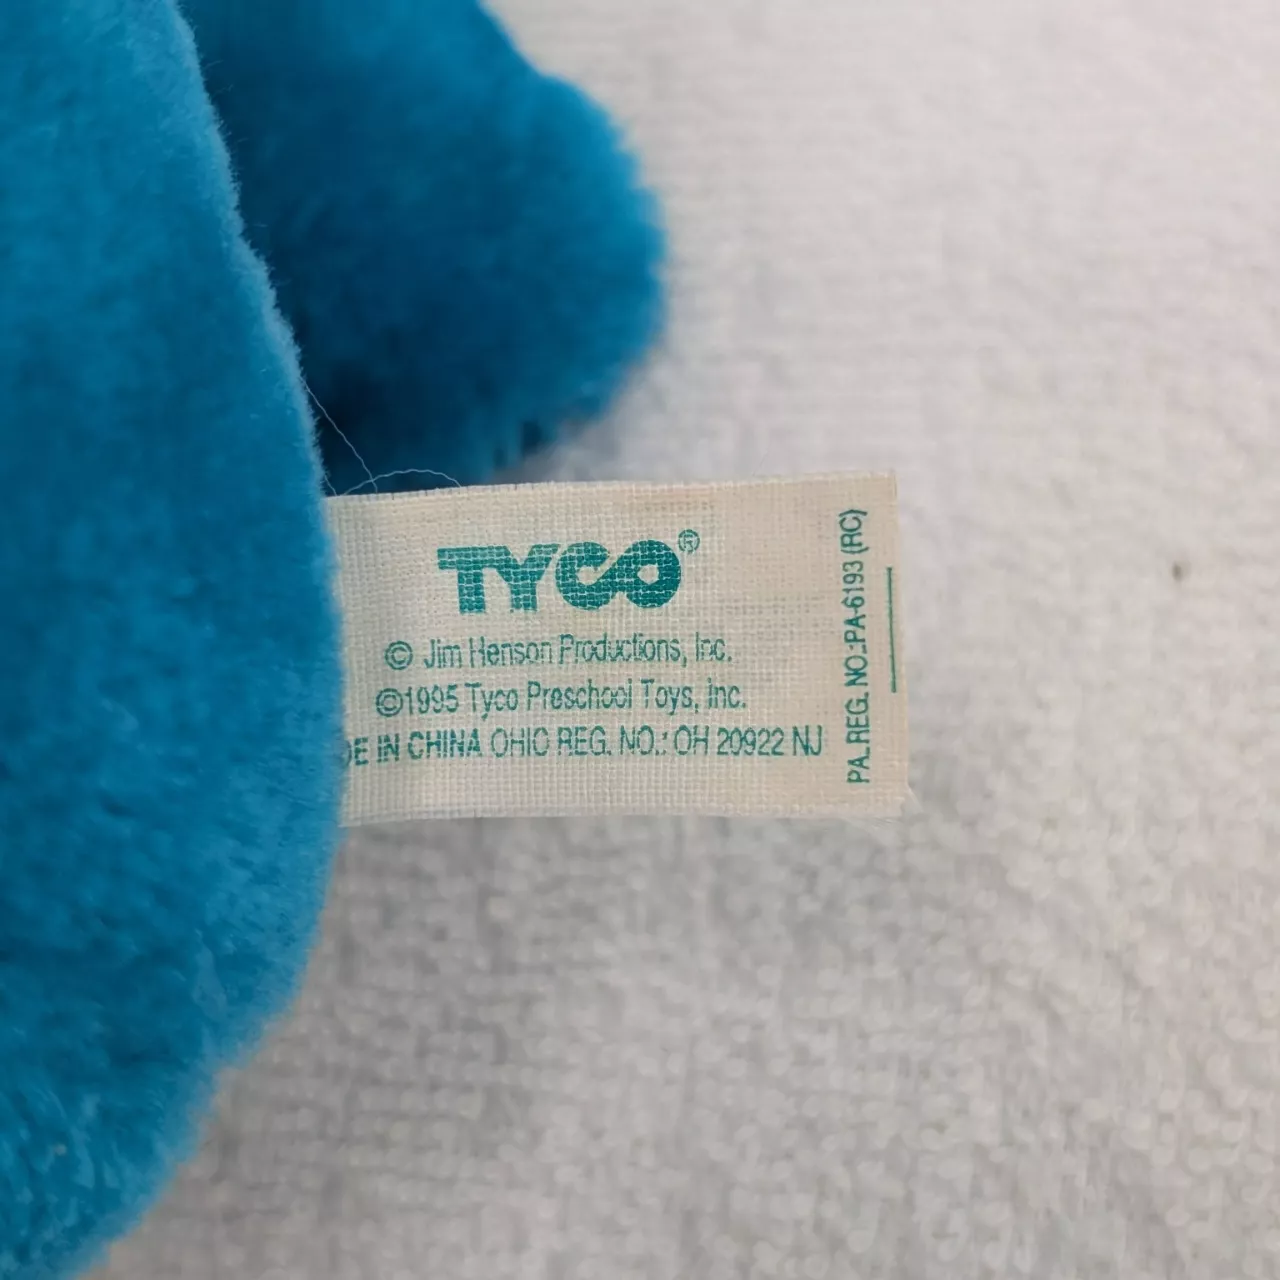 TYCO®
© Jim Henson Productions, Inc.
©1995 Tyco Preschool Toys, Inc.
DE IN CHINA OHIO REG. NO.: OH 20922 NJ
PA. REG. NO.:PA-6193 (RC)